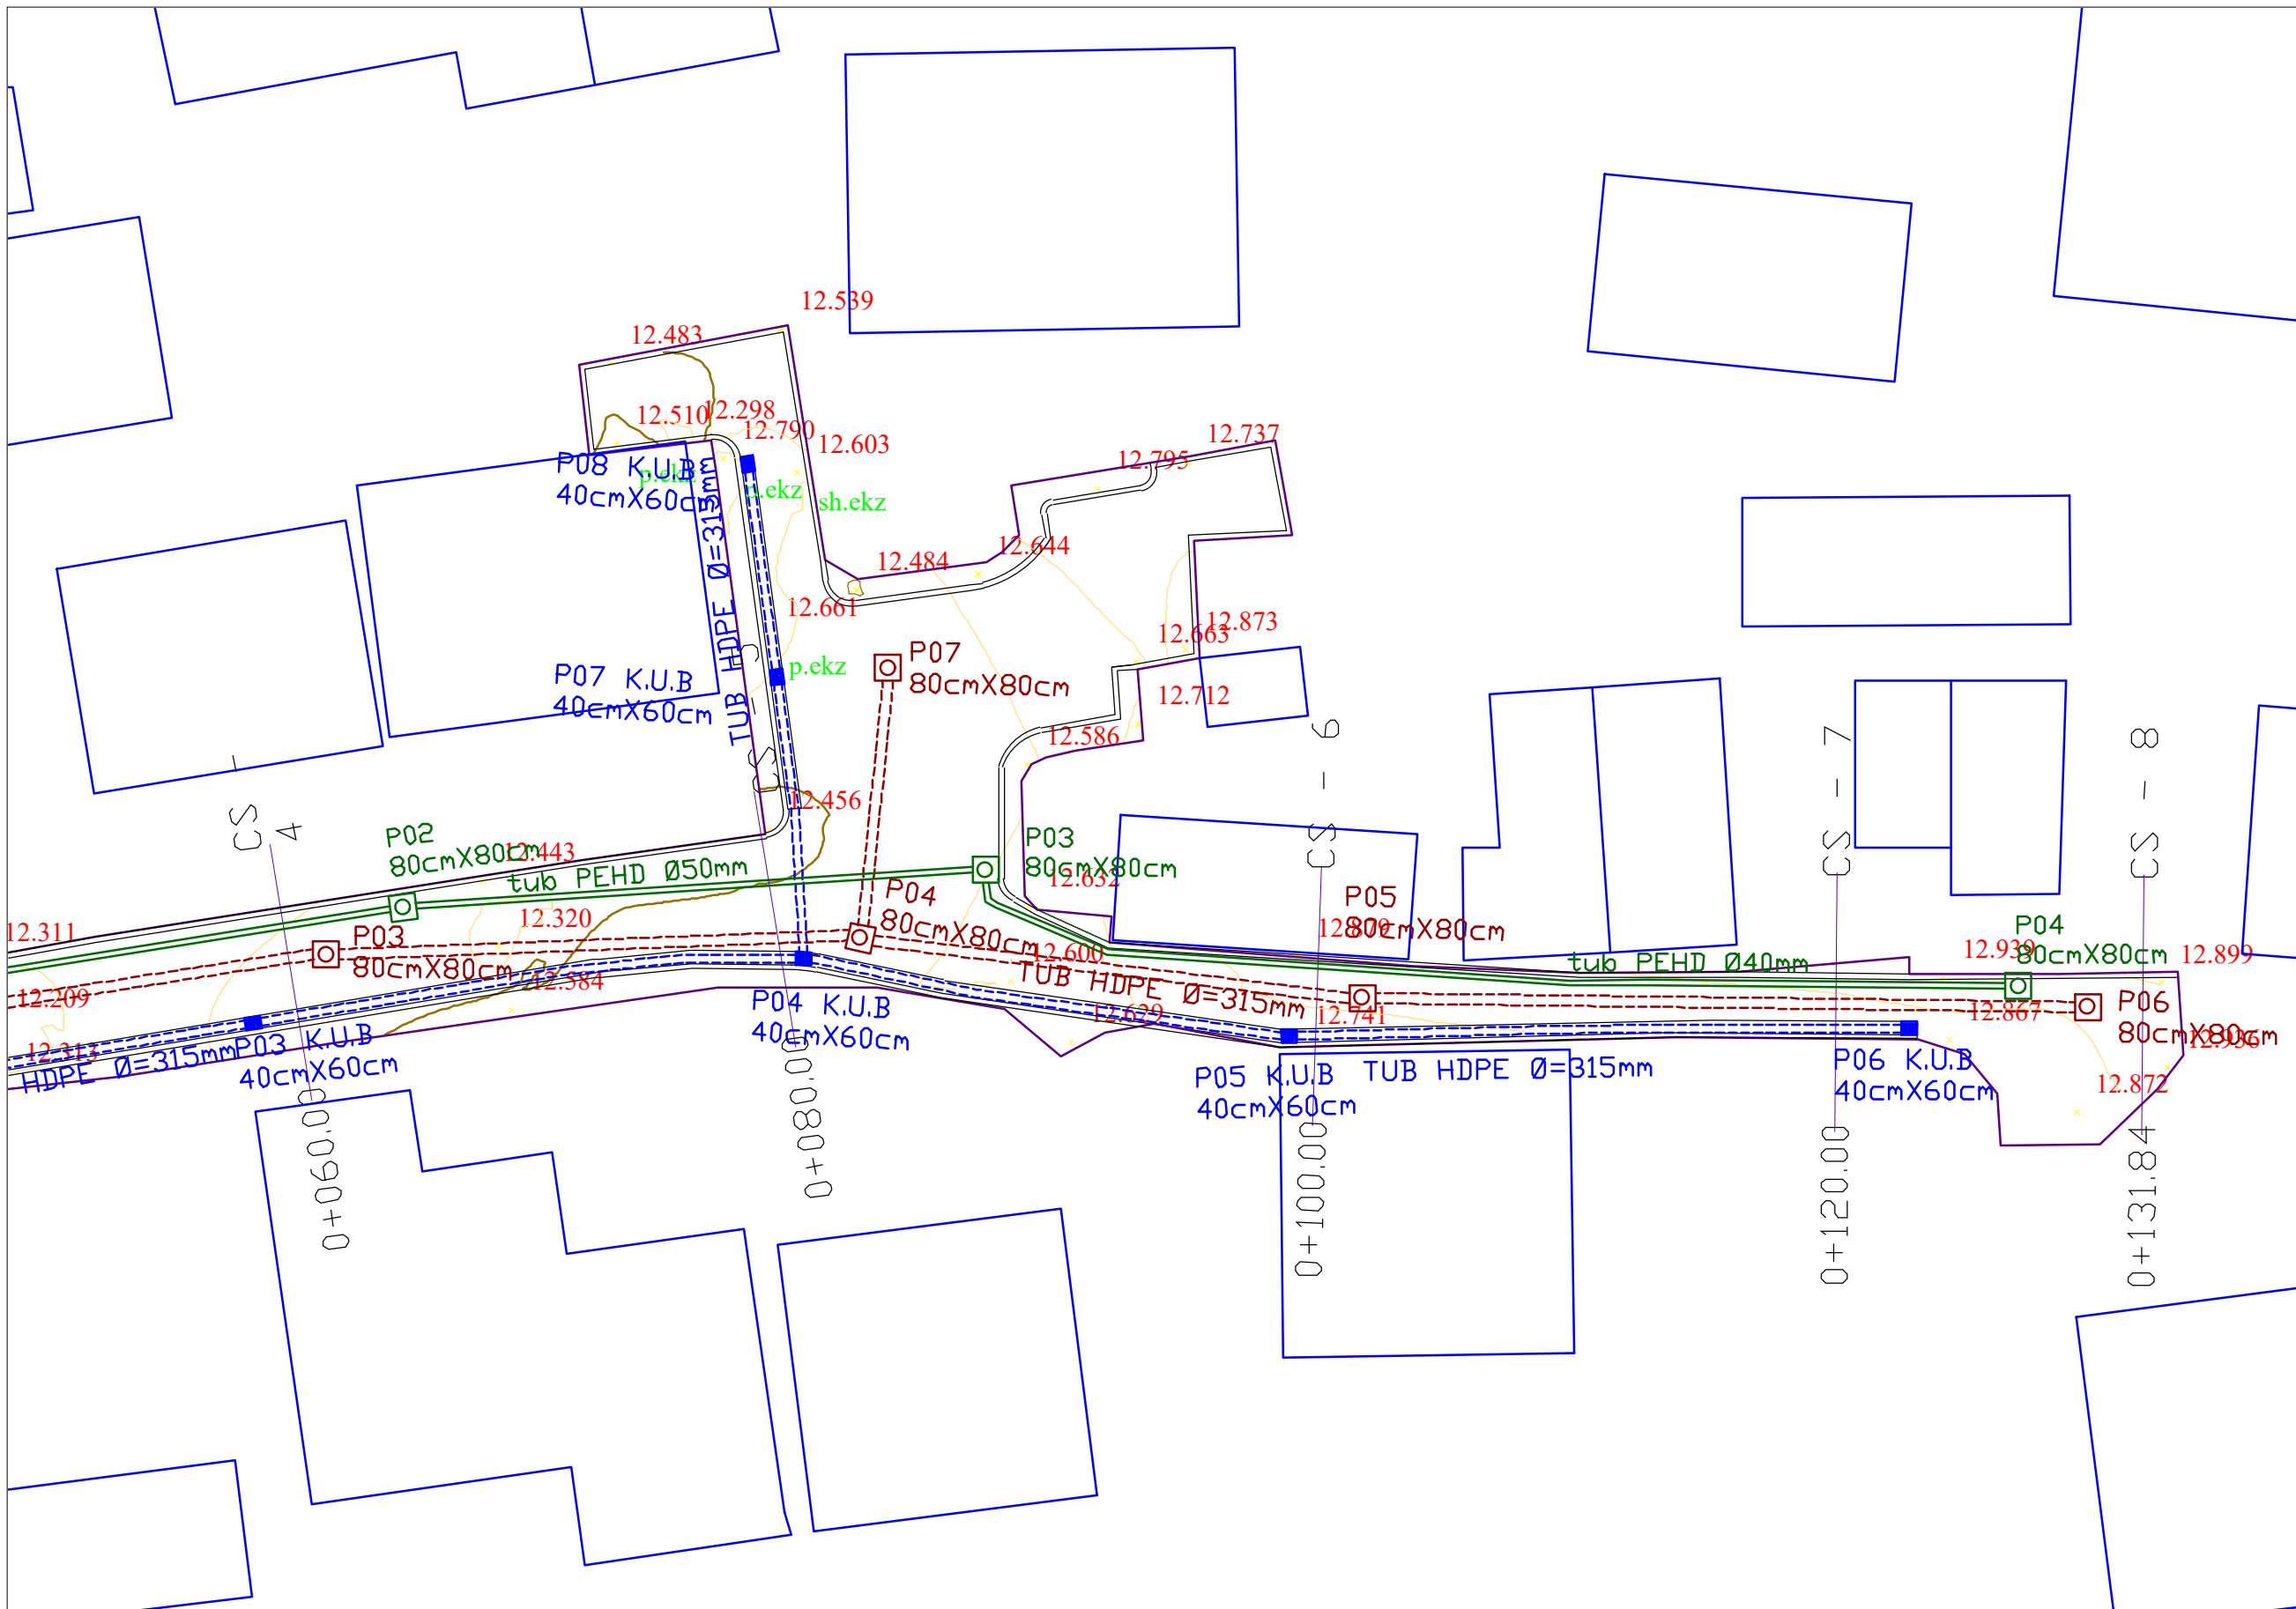 12.539
12.483
12.510
12.298
12.790
12.603
12.737
12.795
P08 K.U.B
40cmX60cm
p.ekz
p.ekz
sh.ekz
TUB HDPE Ø=315mm
12.484
12.644
12.661
12.873
12.663
P07
80cmX80cm
p.ekz
P07 K.U.B
40cmX60cm
12.712
12.586
CS - 4
CS - 5
CS - 6
CS - 7
CS - 8
12.456
P02
80cmX80cm
12.443
tub PEHD Ø50mm
P03
80cmX80cm
12.632
P04
80cmX80cm
P05
80cmX80cm
12.320
12.311
P03
80cmX80cm
12.600
12.384
12.209
TUB HDPE Ø=315mm
tub PEHD Ø40mm
12.939
P04
80cmX80cm
12.899
12.867
P06
80cmX80cm
12.936
P04 K.U.B
40cmX60cm
12.629
12.741
12.313
HDPE Ø=315mm
P03 K.U.B
40cmX60cm
P05 K.U.B
40cmX60cm
TUB HDPE Ø=315mm
P06 K.U.B
40cmX60cm
12.872
0+060.0
0+080.0
0+100.00
0+120.00
0+131.84